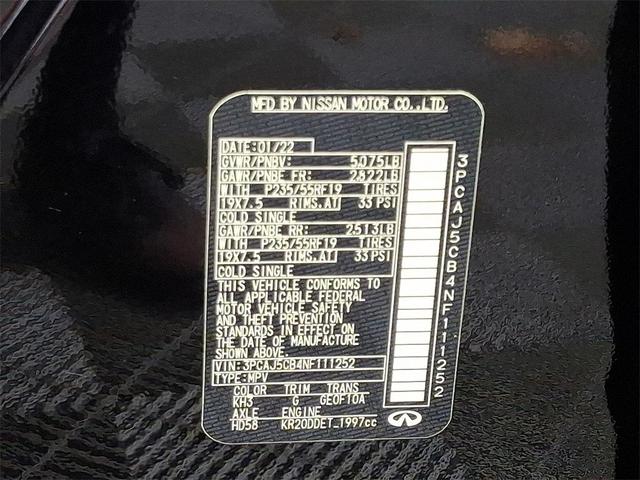 MFD BY NISSAN MOTOR CO.,LTD.
DATE:01/22
GVWR/PNBV: 5,075LB
GAWR/PNBE FR: 2,822LB
WITH P235/55RF19 TIRES
19X7.5 RIMS.AT 33 PSI
COLD SINGLE
GAWR/PNBE RR: 2,513LB
WITH P235/55RF19 TIRES
19X7.5 RIMS.AT 33 PSI
COLD SINGLE
THIS VEHICLE CONFORMS TO
ALL APPLICABLE FEDERAL
MOTOR VEHICLE SAFETY
AND THEFT PREVENTION
STANDARDS IN EFFECT ON
THE DATE OF MANUFACTURE
SHOWN ABOVE.
VIN:3PCAJ5CB4NF111252
TYPE:MPV
COLOR TRIM TRANS
KH3 G GE0F10A
AXLE ENGINE
HD58 KR20DDET 1997cc
3PCAJ5CB4NF111252